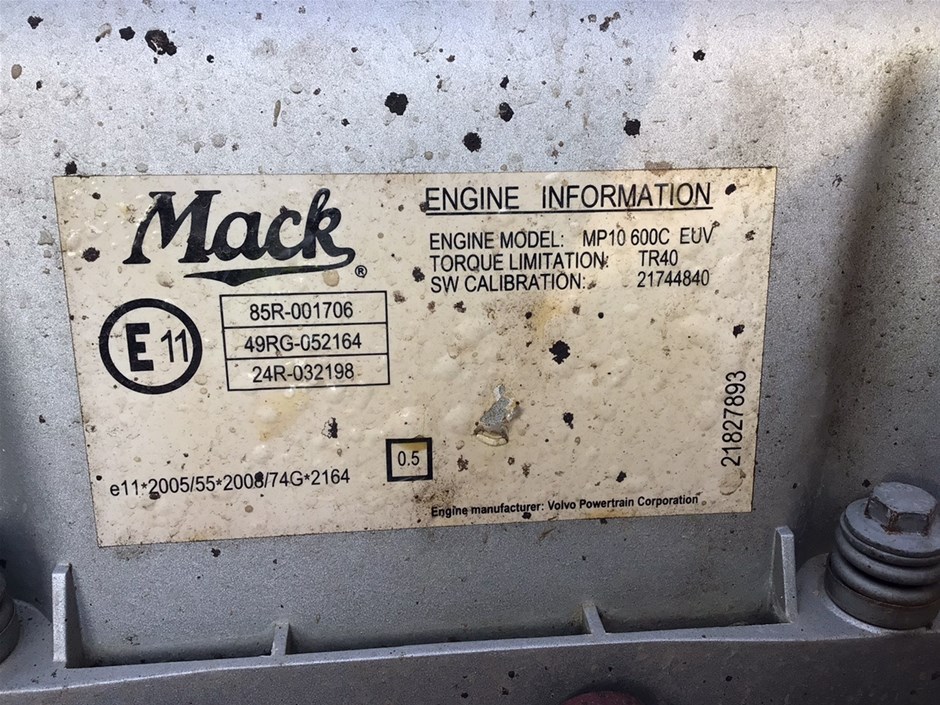 Mack®
ENGINE INFORMATION
ENGINE MODEL: MP10 600C EUV
TORQUE LIMITATION: TR40
SW CALIBRATION: 21744840
E 11
85R-001706
49RG-052164
24R-032198
0.5
e11*2005/55*2008/74G*2164
Engine manufacturer: Volvo Powertrain Corporation
21827893